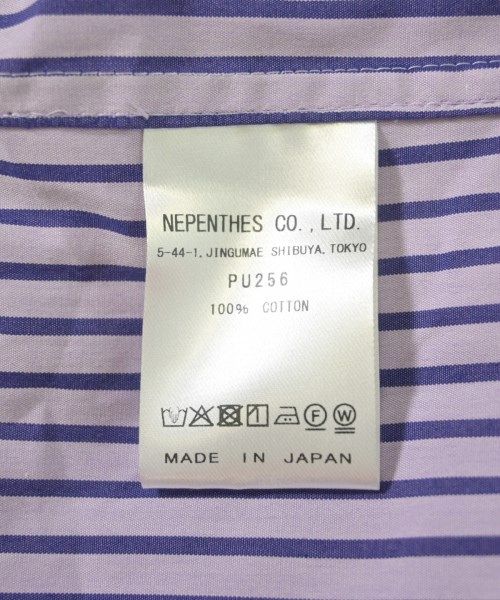 NEPENTHES CO.,LTD.
5-44-1,JINGUMAE SHIBUYA,TOKYO
PU256
100% COTTON
F W
MADE IN JAPAN